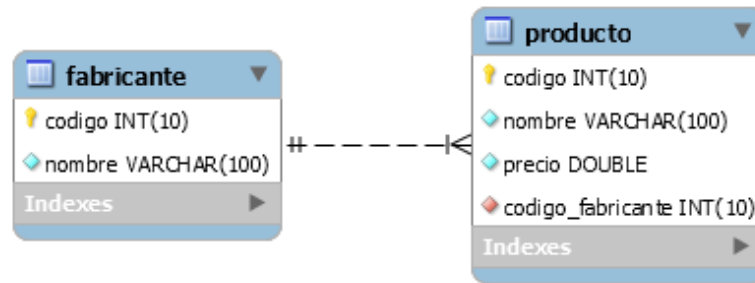 fabricante
codigo INT(10)
nombre VARCHAR(100)
Indexes
producto
codigo INT(10)
nombre VARCHAR(100)
precio DOUBLE
codigo_fabricante INT(10)
Indexes